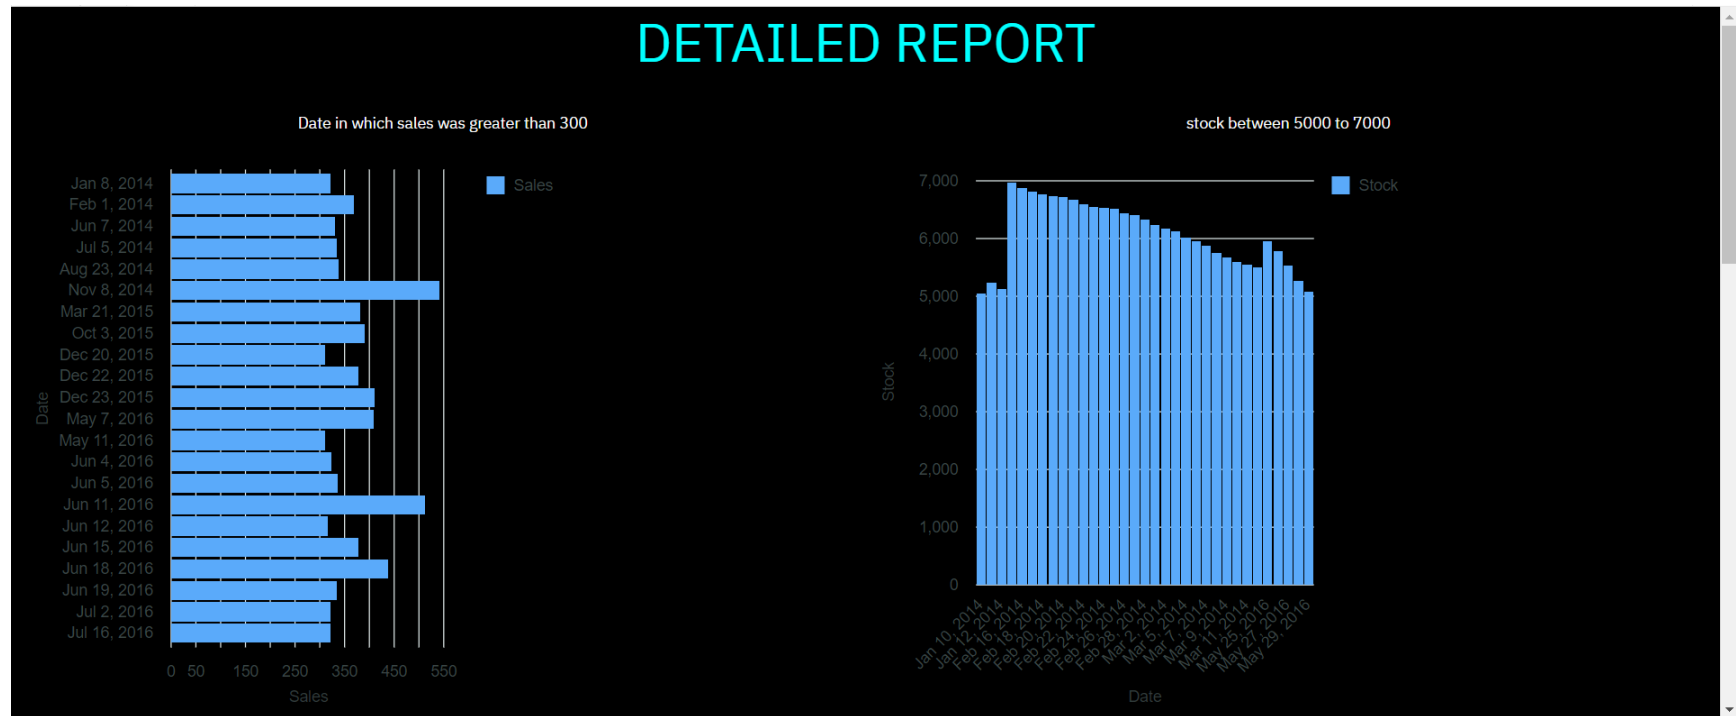 DETAILED REPORT
Date in which sales was greater than 300
Jan 8, 2014
Feb 1, 2014
Jun 7, 2014
Jul 5, 2014
Aug 23, 2014
Nov 8, 2014
Mar 21, 2015
Oct 3, 2015
Dec 20, 2015
Dec 22, 2015
Dec 23, 2015
May 7, 2016
May 11, 2016
Jun 4, 2016
Jun 5, 2016
Jun 11, 2016
Jun 12, 2016
Jun 15, 2016
Jun 18, 2016
Jun 19, 2016
Jul 2, 2016
Jul 16, 2016
Date
0 50 150 250 350 450 550
Sales
Sales
stock between 5000 to 7000
7,000
6,000
5,000
4,000
3,000
2,000
1,000
0
Stock
Stock
Jan 10, 2014
Jan 12, 2014
Feb 16, 2014
Feb 18, 2014
Feb 20, 2014
Feb 22, 2014
Feb 24, 2014
Feb 26, 2014
Feb 28, 2014
Mar 2, 2014
Mar 5, 2014
Mar 7, 2014
Mar 9, 2014
Mar 11, 2014
May 25, 2016
May 27, 2016
May 29, 2016
Date